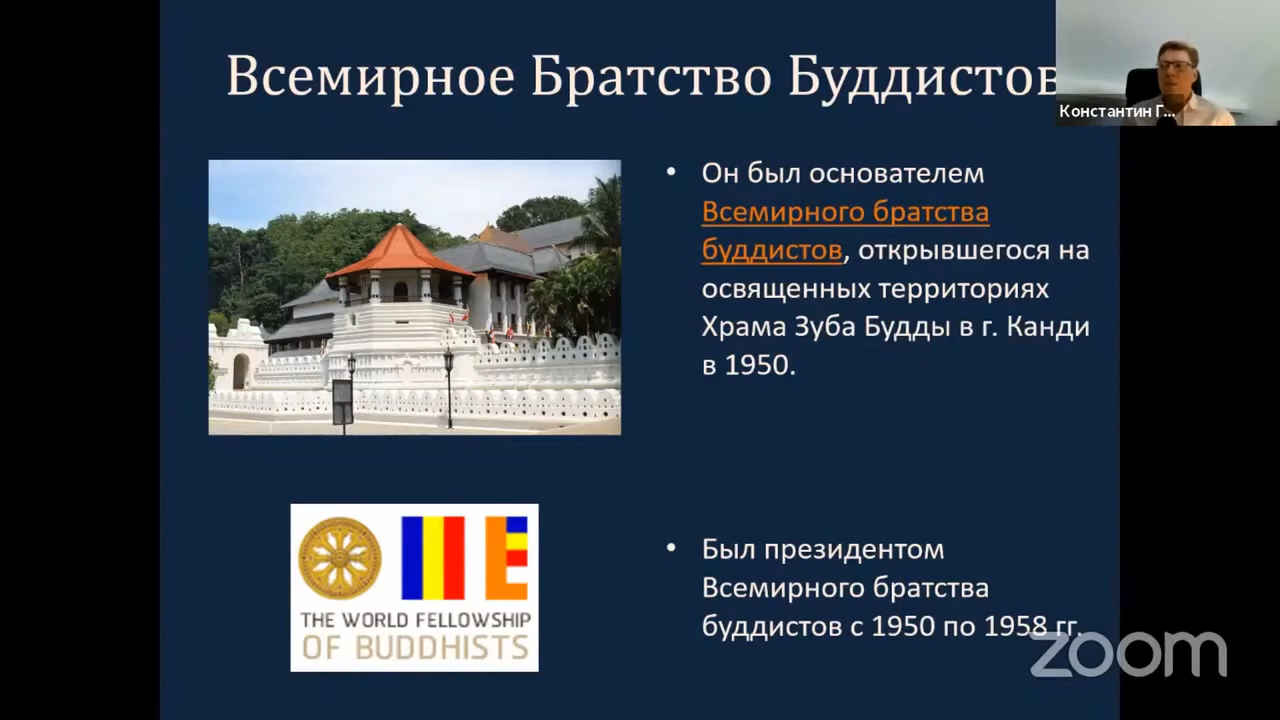 Всемирное Братство Буддистов
Константин Г...
• Он был основателем
Всемирного братства
буддистов, открывшегося на
освященных территориях
Храма Зуба Будды в г. Канди
в 1950.
THE WORLD FELLOWSHIP
OF BUDDHISTS
• Был президентом
Всемирного братства
буддистов с 1950 по 1958 гг.
zoom